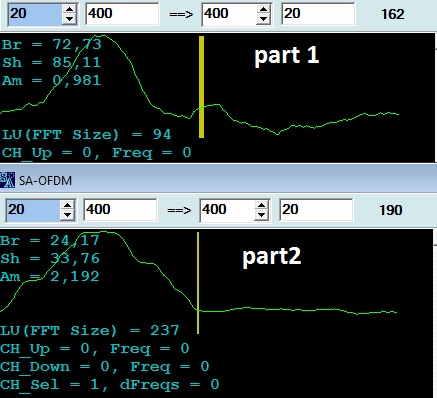 20 400 ==> 400 20 162
Br = 72,73
part 1
Sh = 85,11
Am = 0,981
LU(FFT Size) = 94
CH_Up = 0, Freq = 0
SA-OFDM
20 400 ==> 400 20 190
Br = 24,17
part2
Sh = 33,76
Am = 2,192
LU(FFT Size) = 237
CH_Up = 0, Freq = 0
CH_Down = 0, Freq = 0
CH_Sel = 1, dFreqs = 0